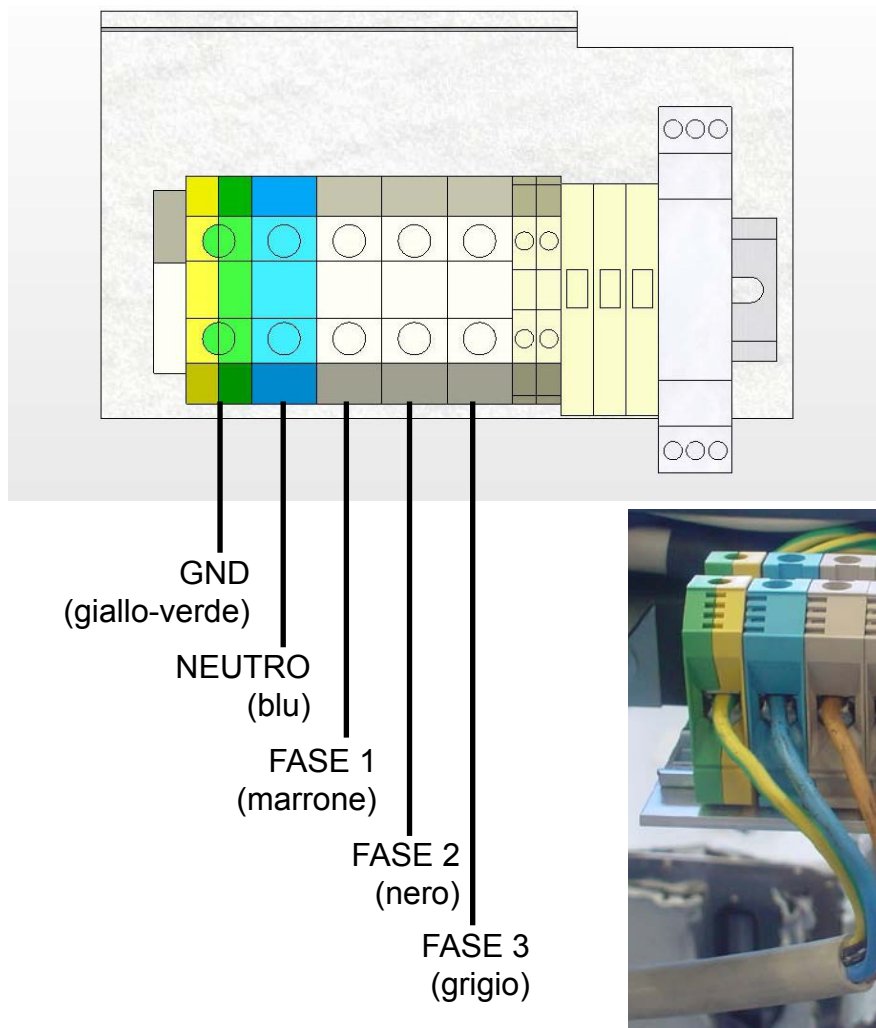 GND
(giallo-verde)
NEUTRO
(blu)
FASE 1
(marrone)
FASE 2
(nero)
FASE 3
(grigio)